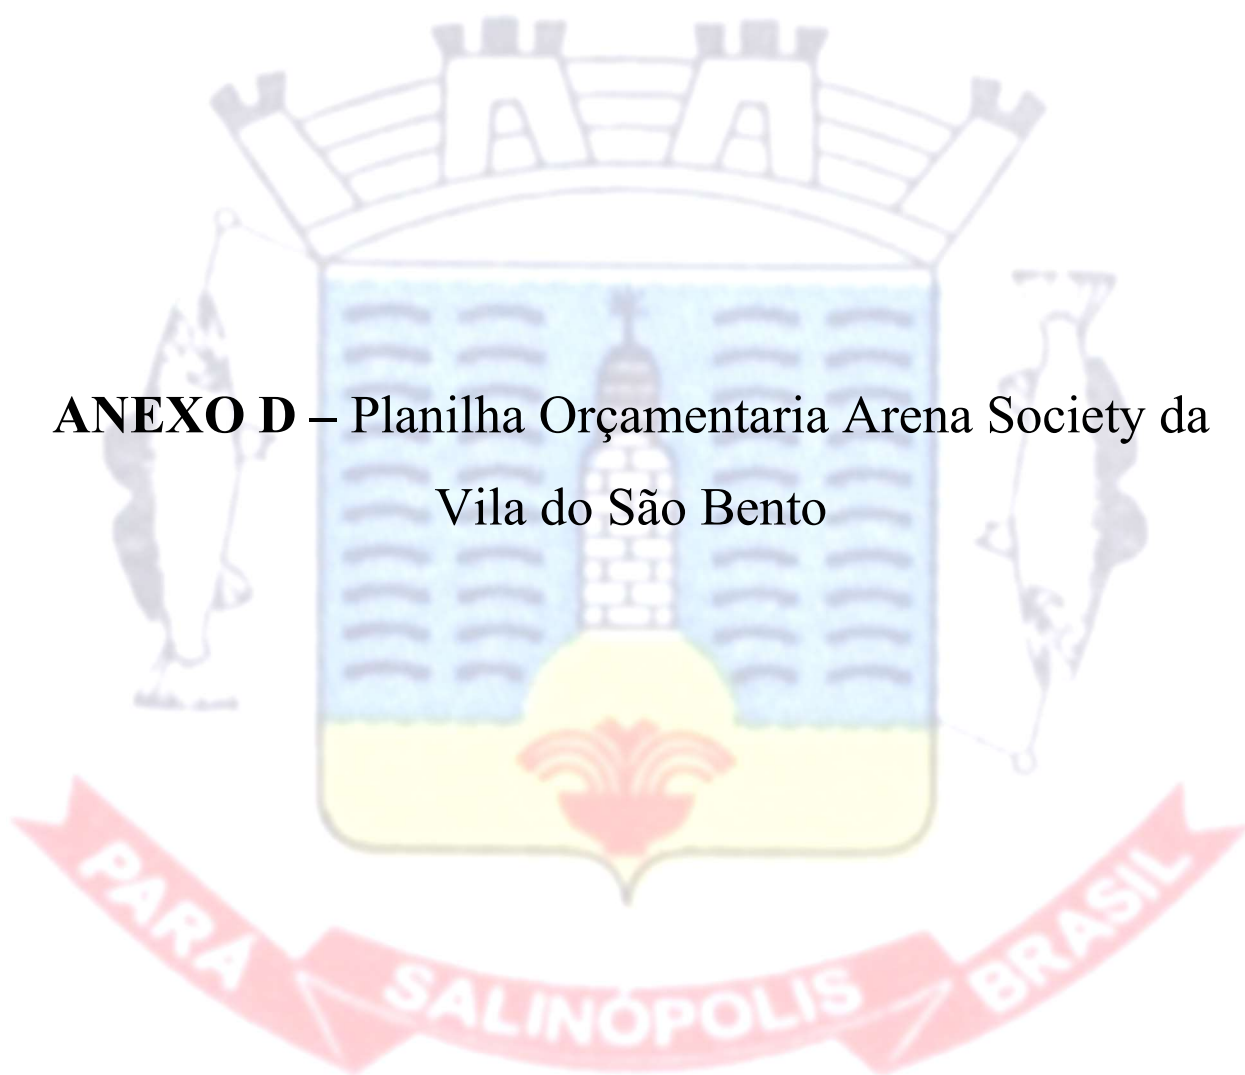 ANEXO D – Planilha Orçamentaria Arena Society da
Vila do São Bento
PARÁ
SALINÓPOLIS
BRASIL